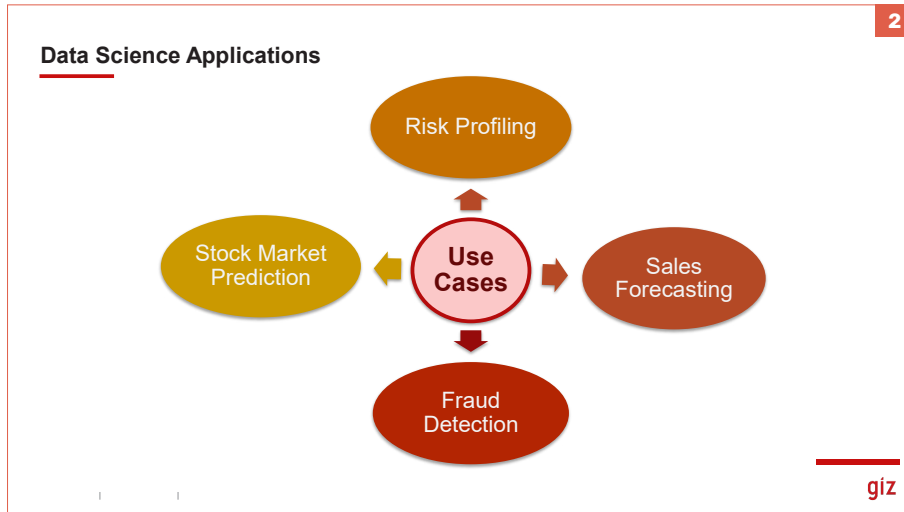 2
Data Science Applications
Risk Profiling
Stock Market
Prediction
Use
Cases
Sales
Forecasting
Fraud
Detection
giz